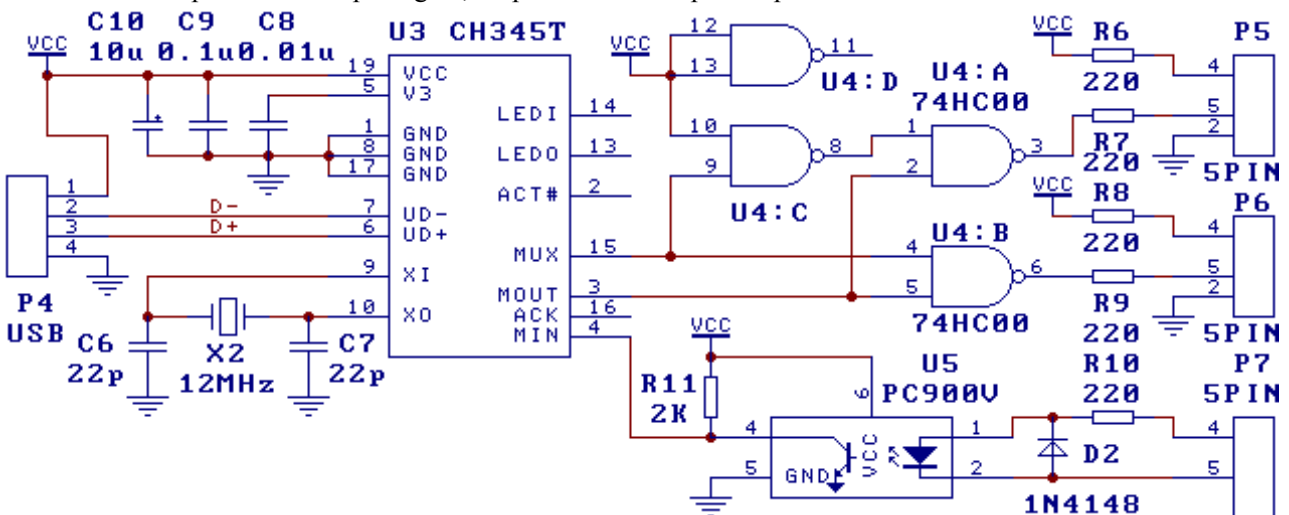 C10 C9 C8
10u 0.1u 0.01u
VCC
U3 CH345T
19 VCC
5 V3
1 GND
8 GND
17 GND
7 UD-
6 UD+
9 XI
10 XO
LEDI 14
LEDO 13
ACT# 2
MUX 15
MOUT 3
ACK 16
MIN 4
1
2 D-
3 D+
4
P4
USB
C6
22p
X2
12MHz
C7
22p
VCC
12
13
11
U4:D
10
9
8
U4:C
U4:A
74HC00
1
2
3
U4:B
4
5
6
74HC00
VCC
R6
220
R7
220
P5
4
5
2
5PIN
VCC
R8
220
R9
220
P6
4
5
2
5PIN
VCC
R11
2K
U5
PC900V
6
4
5
VCC
GND
1
2
D2
1N4148
R10
220
P7
5PIN
4
5